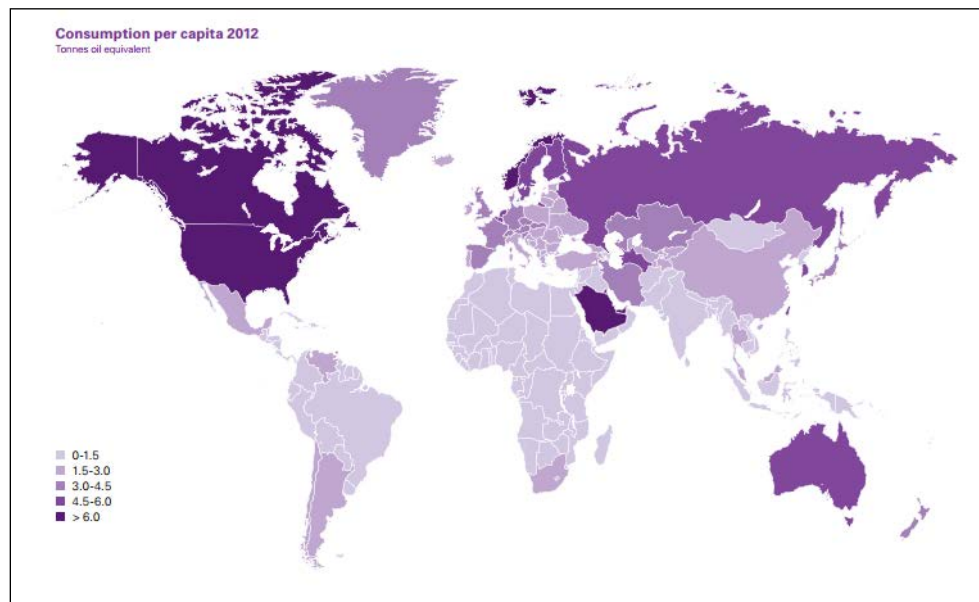 Consumption per capita 2012
Tonnes oil equivalent
0-1.5
1.5-3.0
3.0-4.5
4.5-6.0
> 6.0